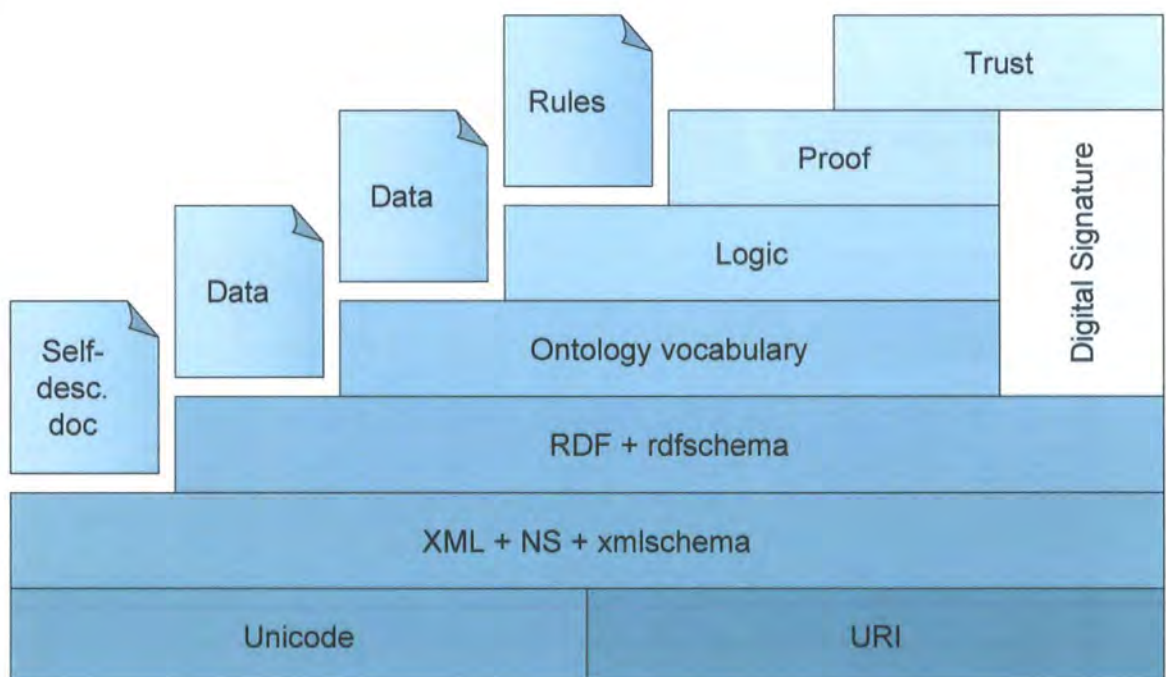 Trust
Rules
Proof
Data
Logic
Digital Signature
Data
Ontology vocabulary
Self-
desc.
doc
RDF + rdfschema
XML + NS + xmlschema
Unicode
URI